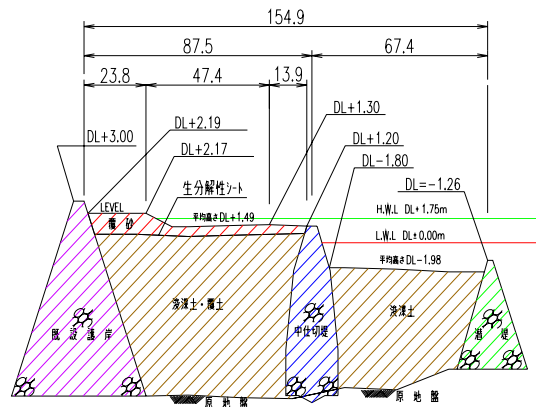 154.9
87.5
67.4
23.8
47.4
13.9
DL+2.19
DL+1.30
DL+3.00
DL+1.20
DL+2.17
DL-1.80
生分解性シート
DL=-1.26
LEVEL
平均高さDL+1.49
H.W.L DL+1.75m
覆 砂
L.W.L DL±0.00m
平均高さDL-1.98
浚渫土・覆土
浚渫土
既設護岸
中仕切堤
潜堤
原地盤
原地盤